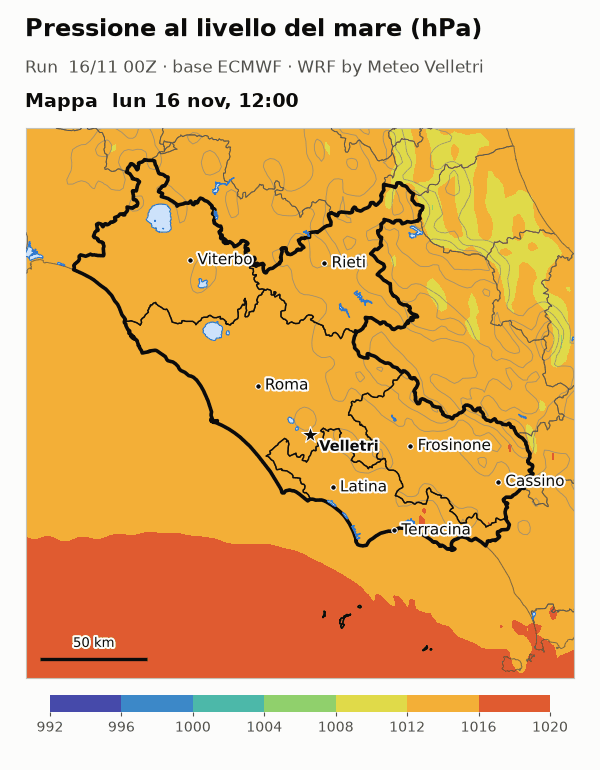 Pressione al livello del mare (hPa)
Run  16/11 00Z · base ECMWF · WRF by Meteo Velletri
Mappa  lun 16 nov, 12:00
Viterbo
Rieti
Roma
Velletri
Frosinone
Cassino
Latina
Terracina
50 km
992 996 1000 1004 1008 1012 1016 1020